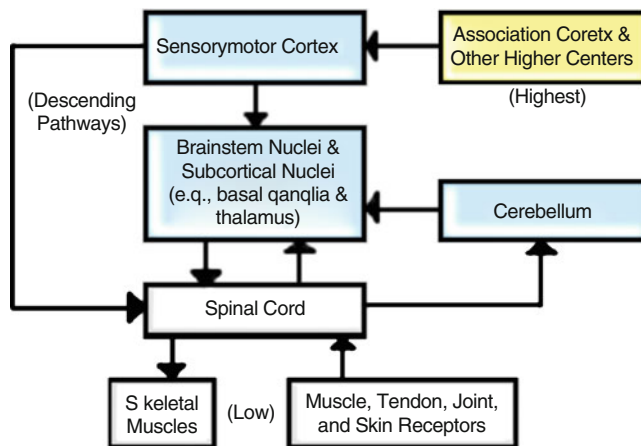 Sensorymotor Cortex
Association Coretx &
Other Higher Centers
(Highest)
(Descending
Pathways)
Brainstem Nuclei &
Subcortical Nuclei
(e.q., basal qanqlia &
thalamus)
Cerebellum
Spinal Cord
S keletal
Muscles
(Low)
Muscle, Tendon, Joint,
and Skin Receptors